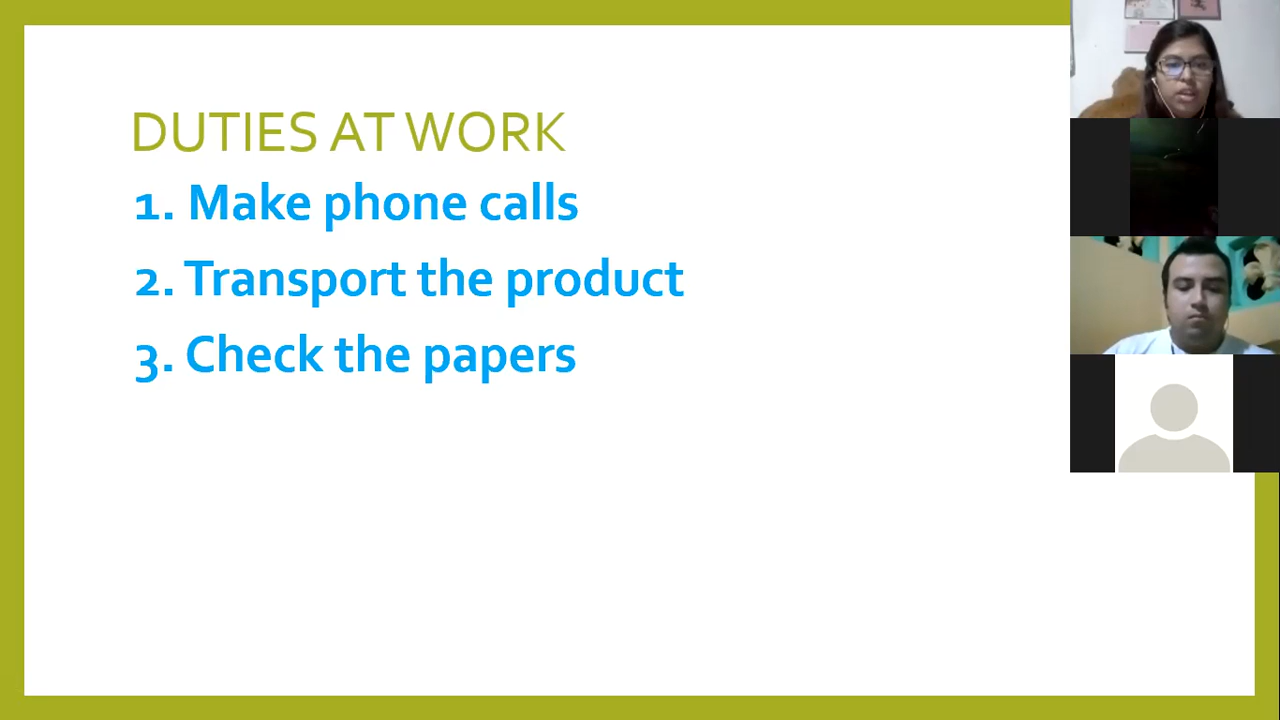 DUTIES AT WORK
1. Make phone calls
2. Transport the product
3. Check the papers